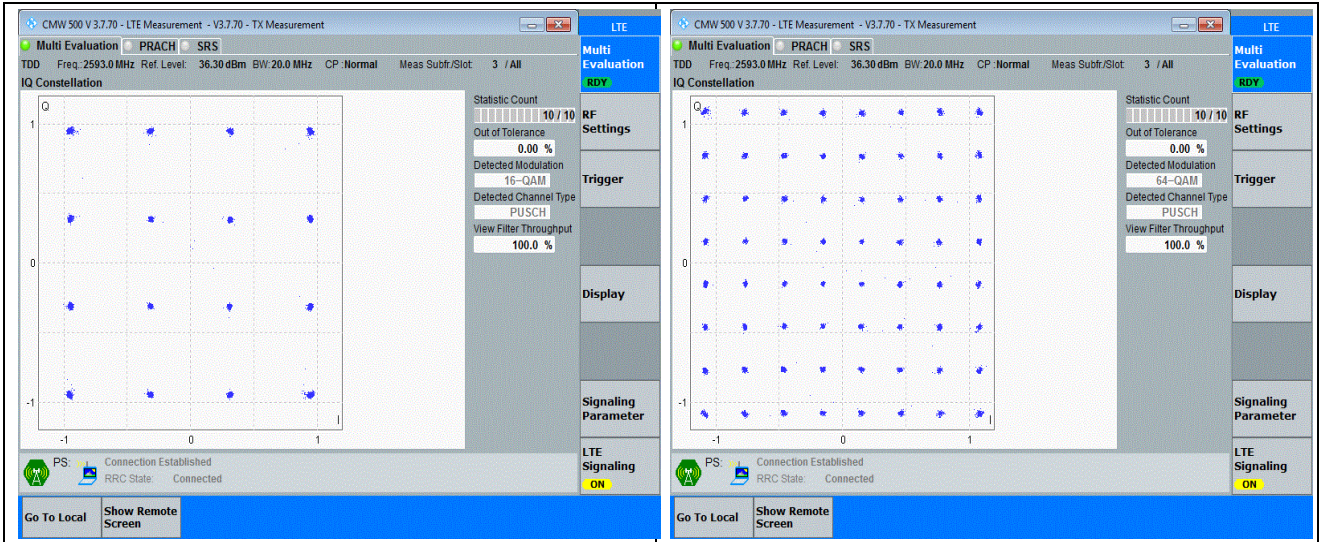 CMW 500 V 3.7.70 - LTE Measurement - V3.7.70 - TX Measurement
LTE
Multi Evaluation PRACH SRS
Multi
Evaluation
RDY
TDD Freq.:2593.0 MHz Ref. Level: 36.30 dBm BW:20.0 MHz CP :Normal Meas Subfr./Slot: 3 / All
IQ Constellation
Q
1
0
-1
-1 0 1
I
Statistic Count
10 / 10
Out of Tolerance
0.00 %
Detected Modulation
16-QAM
Detected Channel Type
PUSCH
View Filter Throughput
100.0 %
RF
Settings
Trigger
Display
Signaling
Parameter
LTE
Signaling
ON
PS: Connection Established
RRC State: Connected
Go To Local
Show Remote
Screen
CMW 500 V 3.7.70 - LTE Measurement - V3.7.70 - TX Measurement
LTE
Multi Evaluation PRACH SRS
Multi
Evaluation
RDY
TDD Freq.:2593.0 MHz Ref. Level: 36.30 dBm BW:20.0 MHz CP :Normal Meas Subfr./Slot: 3 / All
IQ Constellation
Q
1
0
-1
-1 0 1
I
Statistic Count
10 / 10
Out of Tolerance
0.00 %
Detected Modulation
64-QAM
Detected Channel Type
PUSCH
View Filter Throughput
100.0 %
RF
Settings
Trigger
Display
Signaling
Parameter
LTE
Signaling
ON
PS: Connection Established
RRC State: Connected
Go To Local
Show Remote
Screen